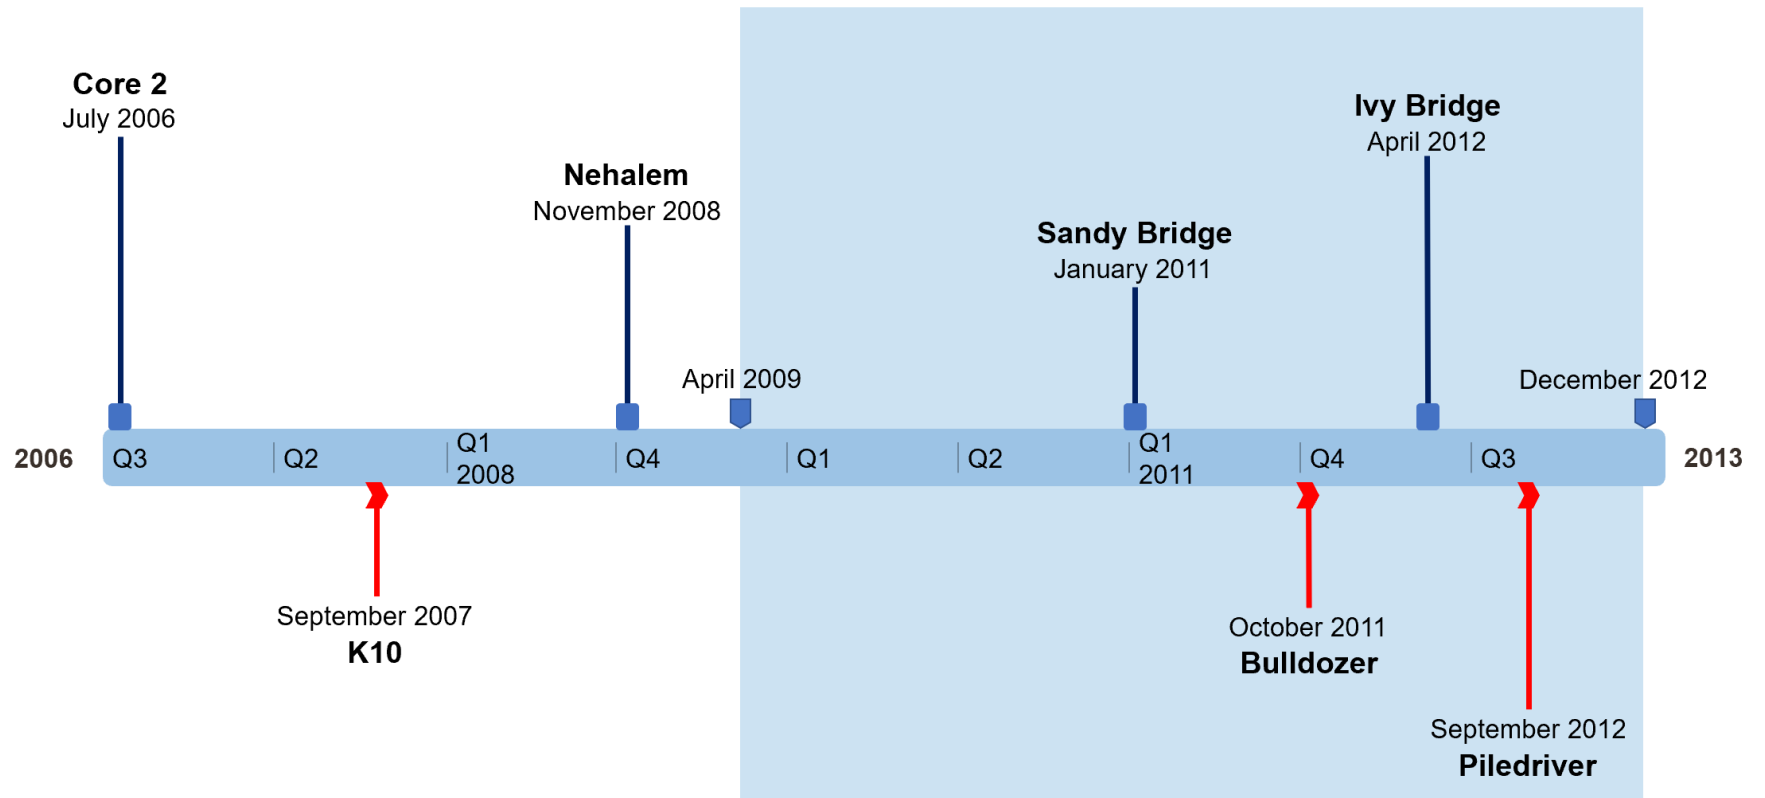 Core 2
July 2006
Nehalem
November 2008
April 2009
Sandy Bridge
January 2011
Ivy Bridge
April 2012
December 2012
2006
Q3
Q2
Q1
2008
Q4
Q1
Q2
Q1
2011
Q4
Q3
2013
September 2007
K10
October 2011
Bulldozer
September 2012
Piledriver